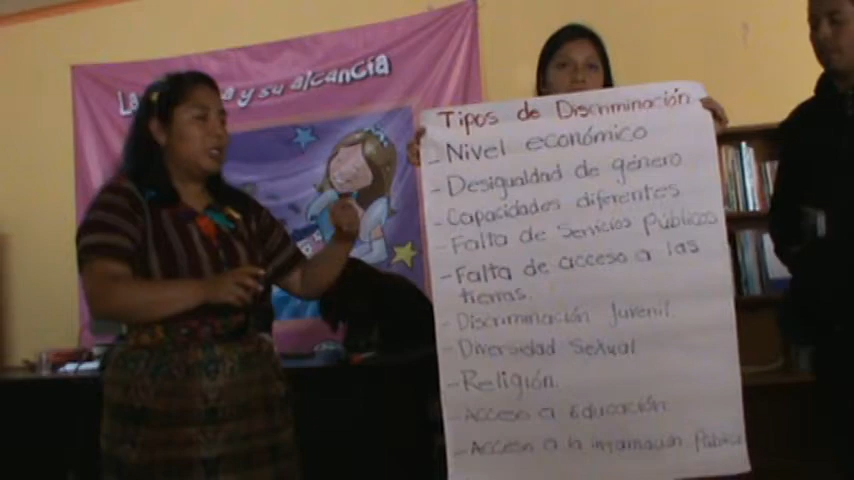 La
a y su alcancía
Tipos de Discriminación
- Nivel económico
- Desigualdad de género
- Capacidades diferentes
- Falta de Servicios Públicos
- Falta de acceso a las
tierras.
- Discriminación Juvenil
- Diversidad Sexual
- Religión.
- Acceso a Educación
- Acceso a la información Pública